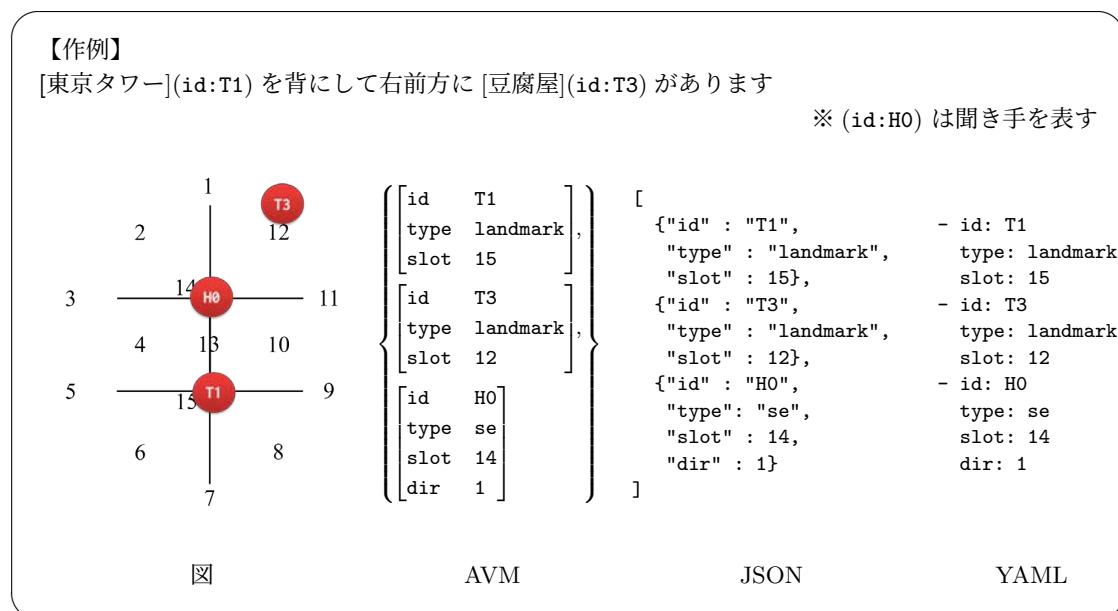 【作例】
[東京タワー](id:T1) を背にして右前方に [豆腐屋](id:T3) があります
※ (id:H0) は聞き手を表す
1
T3
2
12
14
H0
3
11
4
13
10
5
15
T1
9
6
8
7
図
id T1
type landmark
slot 15
,
id T3
type landmark
slot 12
,
id H0
type se
slot 14
dir 1
AVM
[
{"id" : "T1",
"type" : "landmark",
"slot" : 15},
{"id" : "T3",
"type" : "landmark",
"slot" : 12},
{"id" : "H0",
"type": "se",
"slot" : 14,
"dir" : 1}
]
JSON
- id: T1
type: landmark
slot: 15
- id: T3
type: landmark
slot: 12
- id: H0
type: se
slot: 14
dir: 1
YAML